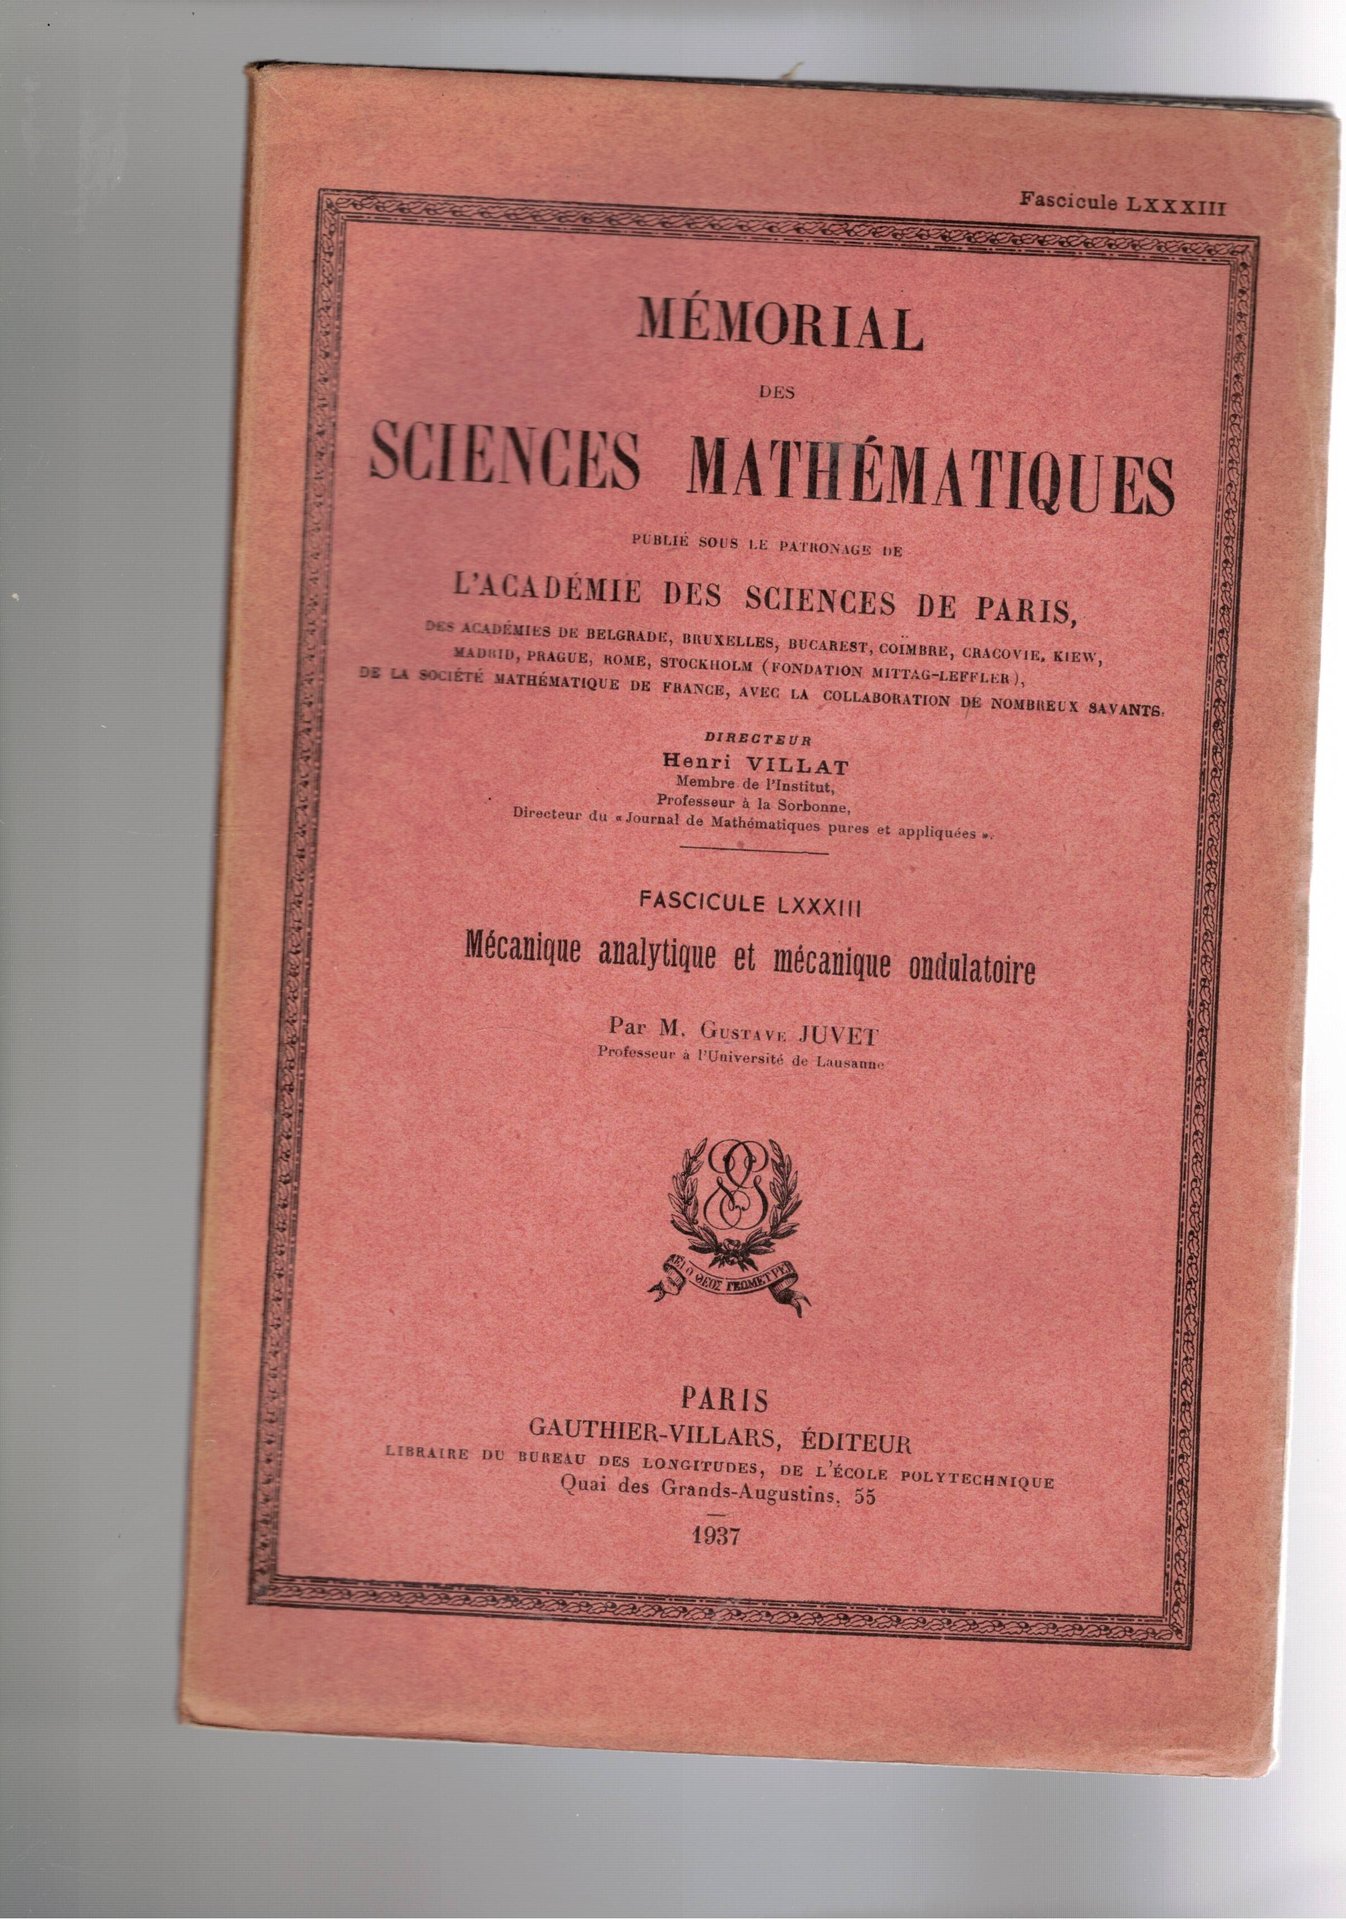 Fascicule LXXXIII
MÉMORIAL
DES
SCIENCES MATHÉMATIQUES
PUBLIÉ SOUS LE PATRONAGE DE
L'ACADÉMIE DES SCIENCES DE PARIS,
DES ACADÉMIES DE BELGRADE, BRUXELLES, BUCAREST, COÏMBRE, CRACOVIE, KIEW,
MADRID, PRAGUE, ROME, STOCKHOLM (FONDATION MITTAG-LEFFLER),
DE LA SOCIÉTÉ MATHÉMATIQUE DE FRANCE, AVEC LA COLLABORATION DE NOMBREUX SAVANTS.
DIRECTEUR
Henri VILLAT
Membre de l'Institut,
Professeur à la Sorbonne,
Directeur du « Journal de Mathématiques pures et appliquées ».
FASCICULE LXXXIII
Mécanique analytique et mécanique ondulatoire
Par M. Gustave JUVET
Professeur à l'Université de Lausanne
ΑΕΙ Ο ΘΕΟΣ ΓΕΩΜΕΤΡΕΙ
PARIS
GAUTHIER-VILLARS, ÉDITEUR
LIBRAIRE DU BUREAU DES LONGITUDES, DE L'ÉCOLE POLYTECHNIQUE
Quai des Grands-Augustins, 55
1937